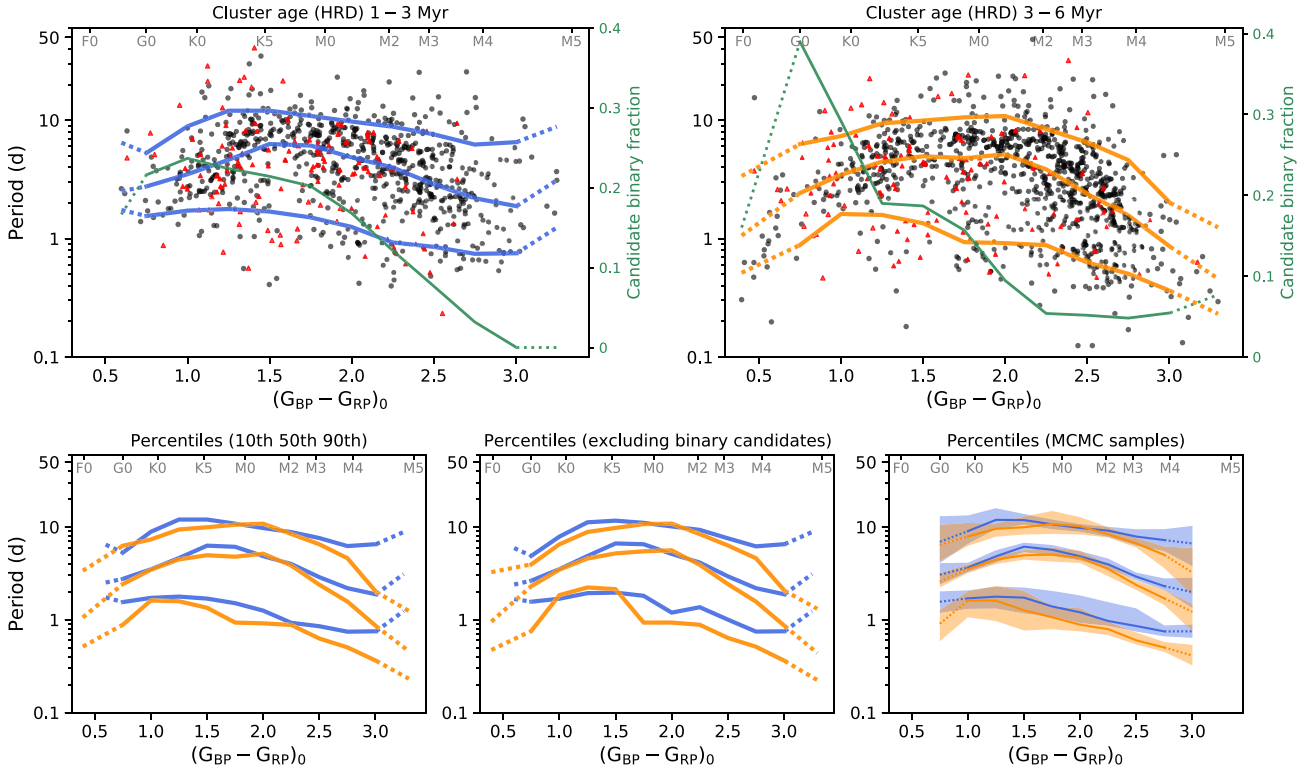 Cluster age (HRD) 1 − 3 Myr
F0 G0 K0 K5 M0 M2 M3 M4 M5
50
10
1
0.1
Period (d)
0.4
0.3
0.2
0.1
0
Candidate binary fraction
0.5 1.0 1.5 2.0 2.5 3.0
(G_BP − G_RP)_0
Cluster age (HRD) 3 − 6 Myr
F0 G0 K0 K5 M0 M2 M3 M4 M5
50
10
1
0.1
0.4
0.3
0.2
0.1
0
Candidate binary fraction
0.5 1.0 1.5 2.0 2.5 3.0
(G_BP − G_RP)_0
Percentiles (10th 50th 90th)
F0 G0 K0 K5 M0 M2 M3 M4 M5
50
10
1
0.1
Period (d)
0.5 1.0 1.5 2.0 2.5 3.0
(G_BP − G_RP)_0
Percentiles (excluding binary candidates)
F0 G0 K0 K5 M0 M2 M3 M4 M5
50
10
1
0.1
0.5 1.0 1.5 2.0 2.5 3.0
(G_BP − G_RP)_0
Percentiles (MCMC samples)
F0 G0 K0 K5 M0 M2 M3 M4 M5
50
10
1
0.1
Period (d)
0.5 1.0 1.5 2.0 2.5 3.0
(G_BP − G_RP)_0